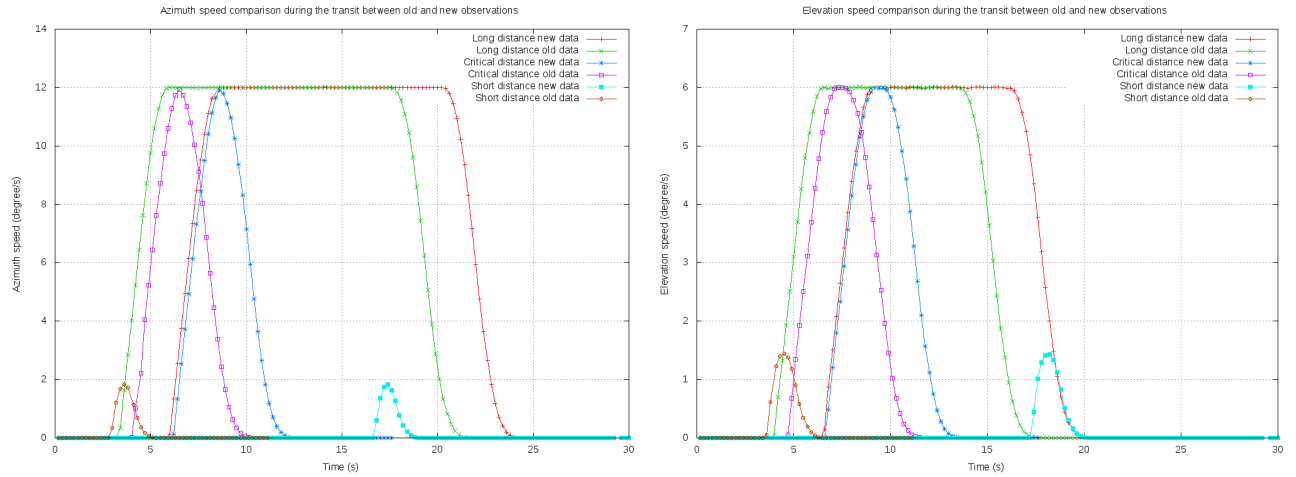 Azimuth speed comparison during the transit between old and new observations
14
12
10
8
6
4
2
0
Azimuth speed (degree/s)
Long distance new data
Long distance old data
Critical distance new data
Critical distance old data
Short distance new data
Short distance old data
0 5 10 15 20 25 30
Time (s)
Elevation speed comparison during the transit between old and new observations
7
6
5
4
3
2
1
0
Elevation speed (degree/s)
Long distance new data
Long distance old data
Critical distance new data
Critical distance old data
Short distance new data
Short distance old data
0 5 10 15 20 25 30
Time (s)